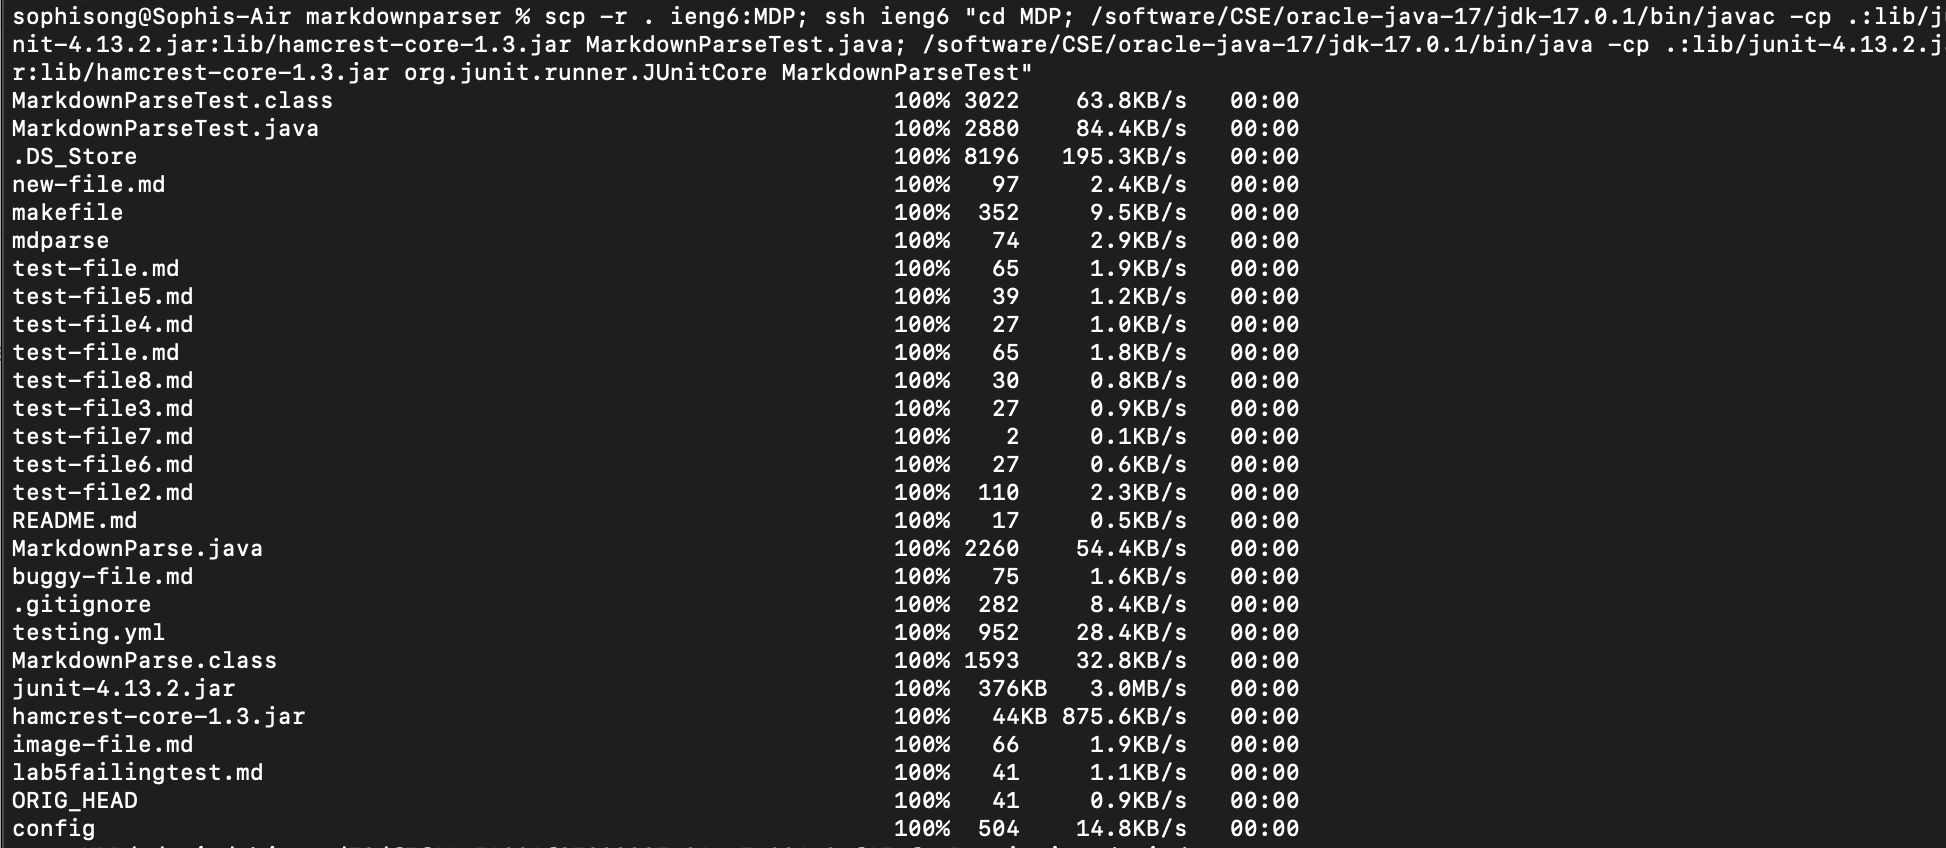 sophisong@Sophis-Air markdownparser % scp -r . ieng6:MDP; ssh ieng6 "cd MDP; /software/CSE/oracle-java-17/jdk-17.0.1/bin/javac -cp .:lib/j
nit-4.13.2.jar:lib/hamcrest-core-1.3.jar MarkdownParseTest.java; /software/CSE/oracle-java-17/jdk-17.0.1/bin/java -cp .:lib/junit-4.13.2.j
r:lib/hamcrest-core-1.3.jar org.junit.runner.JUnitCore MarkdownParseTest"
MarkdownParseTest.class 100% 3022 63.8KB/s 00:00
MarkdownParseTest.java 100% 2880 84.4KB/s 00:00
.DS_Store 100% 8196 195.3KB/s 00:00
new-file.md 100% 97 2.4KB/s 00:00
makefile 100% 352 9.5KB/s 00:00
mdparse 100% 74 2.9KB/s 00:00
test-file.md 100% 65 1.9KB/s 00:00
test-file5.md 100% 39 1.2KB/s 00:00
test-file4.md 100% 27 1.0KB/s 00:00
test-file.md 100% 65 1.8KB/s 00:00
test-file8.md 100% 30 0.8KB/s 00:00
test-file3.md 100% 27 0.9KB/s 00:00
test-file7.md 100% 2 0.1KB/s 00:00
test-file6.md 100% 27 0.6KB/s 00:00
test-file2.md 100% 110 2.3KB/s 00:00
README.md 100% 17 0.5KB/s 00:00
MarkdownParse.java 100% 2260 54.4KB/s 00:00
buggy-file.md 100% 75 1.6KB/s 00:00
.gitignore 100% 282 8.4KB/s 00:00
testing.yml 100% 952 28.4KB/s 00:00
MarkdownParse.class 100% 1593 32.8KB/s 00:00
junit-4.13.2.jar 100% 376KB 3.0MB/s 00:00
hamcrest-core-1.3.jar 100% 44KB 875.6KB/s 00:00
image-file.md 100% 66 1.9KB/s 00:00
lab5failingtest.md 100% 41 1.1KB/s 00:00
ORIG_HEAD 100% 41 0.9KB/s 00:00
config 100% 504 14.8KB/s 00:00